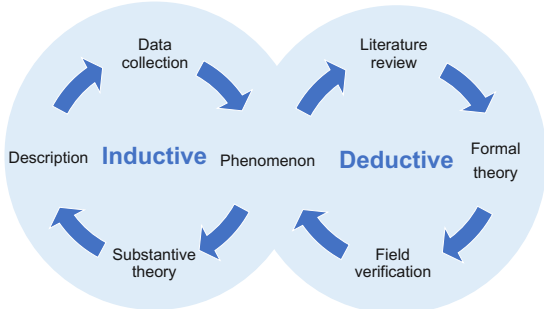 Data
collection
Literature
review
Description
Inductive
Phenomenon
Deductive
Formal
theory
Substantive
theory
Field
verification